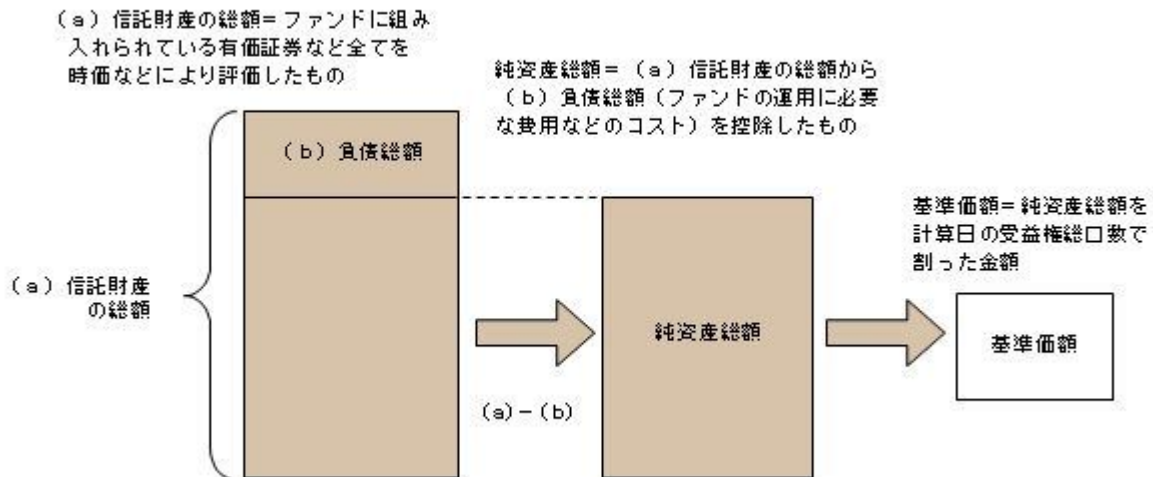 （a）信託財産の総額＝ファンドに組み
入れられている有価証券など全てを
時価などにより評価したもの
純資産総額＝（a）信託財産の総額から
（b）負債総額（ファンドの運用に必要
な費用などのコスト）を控除したもの
（b）負債総額
基準価額＝純資産総額を
計算日の受益権総口数で
割った金額
（a）信託財産
の総額
純資産総額
基準価額
（a）－（b）